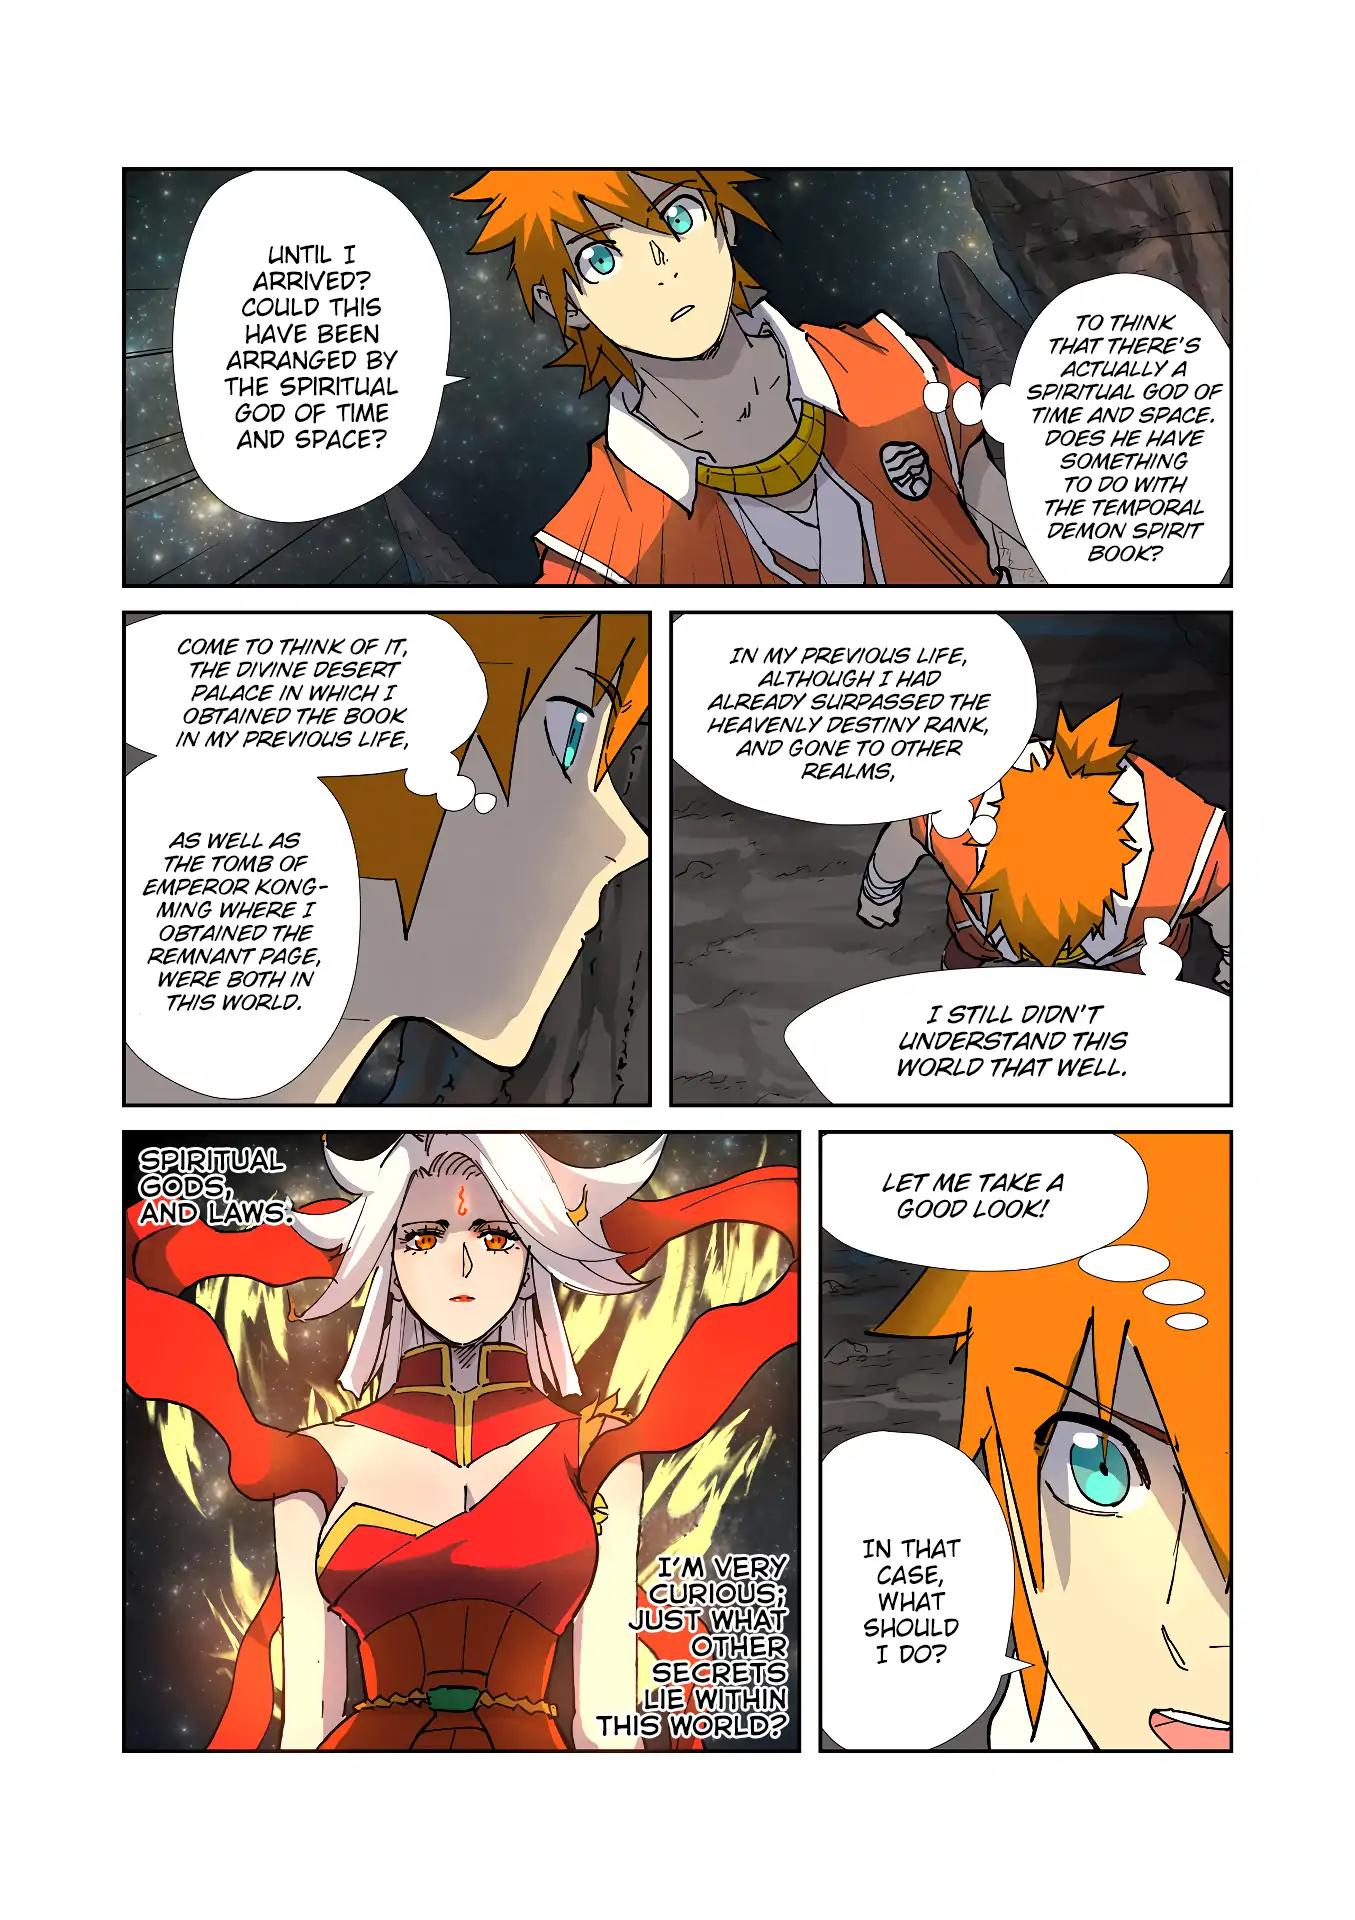 UNTIL I
ARRIVED?
COULD THIS
HAVE BEEN
ARRANGED BY
THE SPIRITUAL
GOD OF TIME
AND SPACE?
TO THINK
THAT THERE'S
ACTUALLY A
SPIRITUAL GOD OF
TIME AND SPACE.
DOES HE HAVE
SOMETHING
TO DO WITH
THE TEMPORAL
DEMON SPIRIT
BOOK?
COME TO THINK OF IT,
THE DIVINE DESERT
PALACE IN WHICH I
OBTAINED THE BOOK
IN MY PREVIOUS LIFE,
AS WELL AS
THE TOMB OF
EMPEROR KONG-
MING WHERE I
OBTAINED THE
REMNANT PAGE,
WERE BOTH IN
THIS WORLD.
IN MY PREVIOUS LIFE,
ALTHOUGH I HAD
ALREADY SURPASSED THE
HEAVENLY DESTINY RANK,
AND GONE TO OTHER
REALMS,
I STILL DIDN'T
UNDERSTAND THIS
WORLD THAT WELL.
SPIRITUAL
GODS,
AND LAWS.
I'M VERY
CURIOUS;
JUST WHAT
OTHER
SECRETS
LIE WITHIN
THIS WORLD?
LET ME TAKE A
GOOD LOOK!
IN THAT
CASE,
WHAT
SHOULD
I DO?